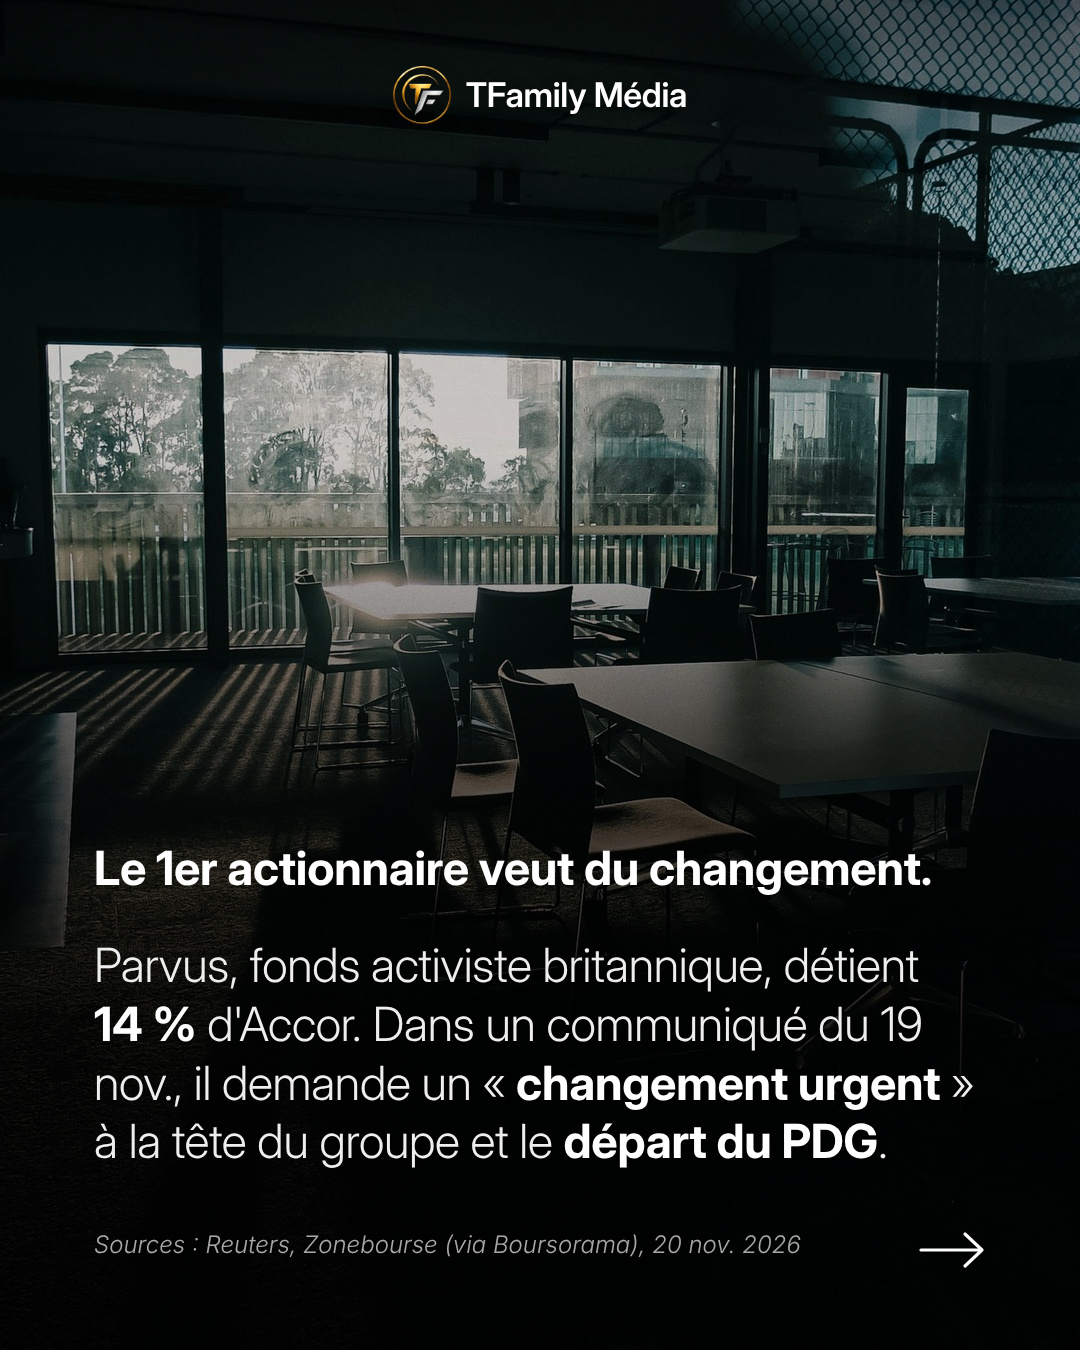 TF TFamily Média
Le 1er actionnaire veut du changement.
Parvus, fonds activiste britannique, détient
14 % d'Accor. Dans un communiqué du 19
nov., il demande un « changement urgent »
à la tête du groupe et le départ du PDG.
Sources : Reuters, Zonebourse (via Boursorama), 20 nov. 2026